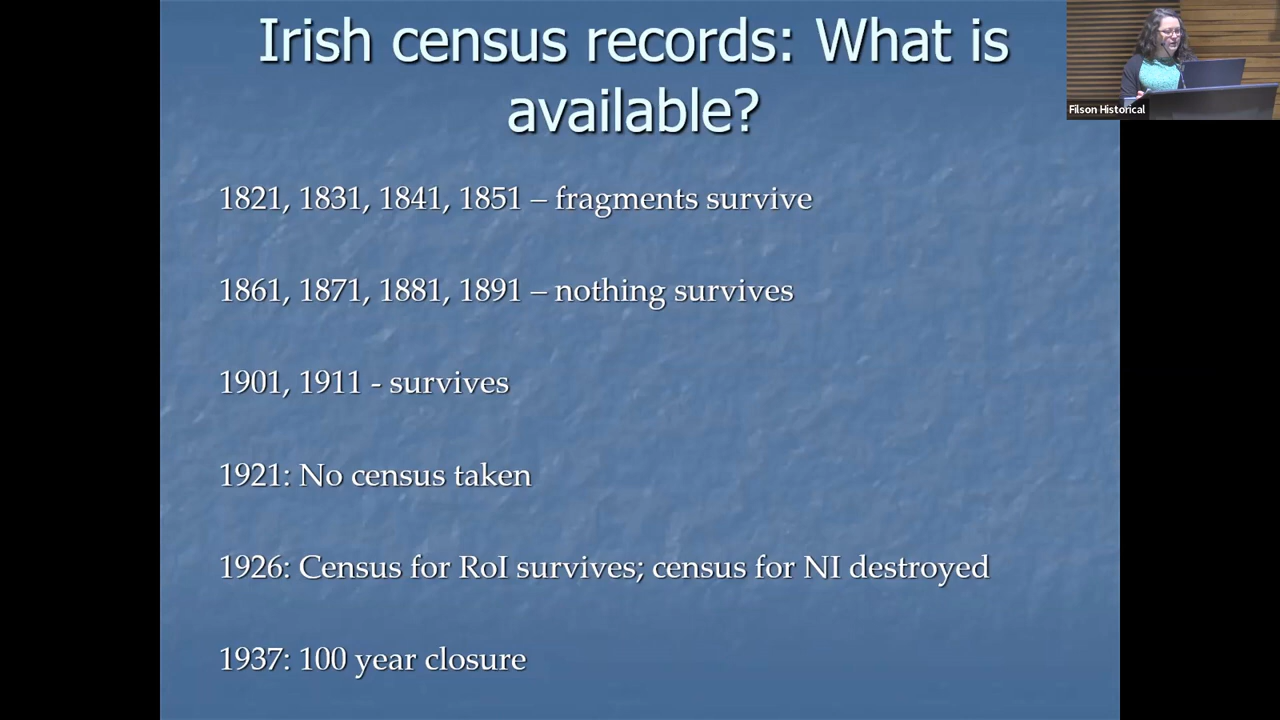 Irish census records: What is
available?
Filson Historical
1821, 1831, 1841, 1851 – fragments survive
1861, 1871, 1881, 1891 – nothing survives
1901, 1911 - survives
1921: No census taken
1926: Census for RoI survives; census for NI destroyed
1937: 100 year closure